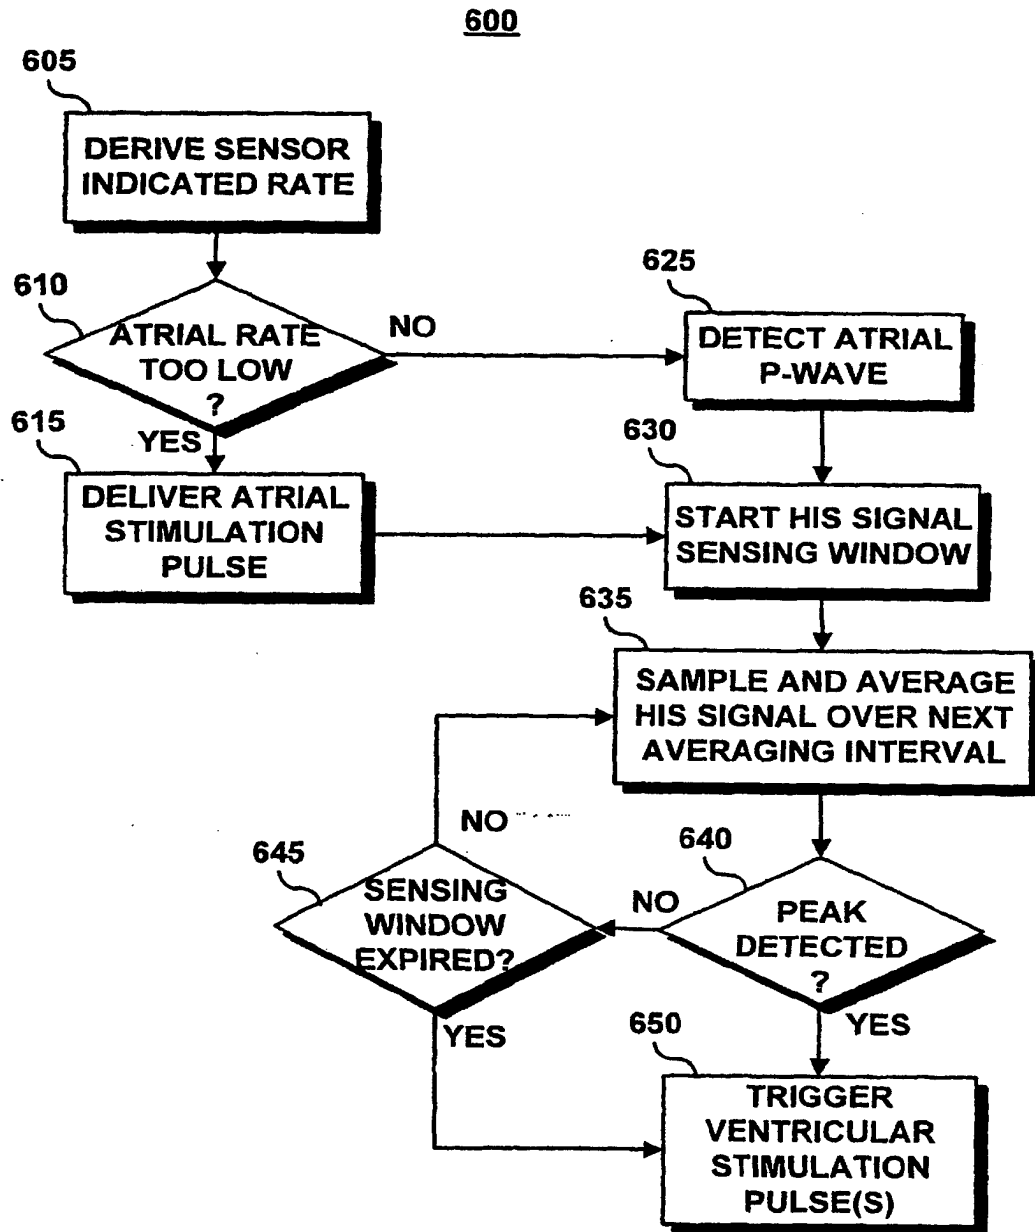 600
605
DERIVE SENSOR
INDICATED RATE
610
ATRIAL RATE
TOO LOW
?
NO
YES
625
DETECT ATRIAL
P-WAVE
615
DELIVER ATRIAL
STIMULATION
PULSE
630
START HIS SIGNAL
SENSING WINDOW
635
SAMPLE AND AVERAGE
HIS SIGNAL OVER NEXT
AVERAGING INTERVAL
640
PEAK
DETECTED
?
NO
YES
645
SENSING
WINDOW
EXPIRED?
NO
YES
650
TRIGGER
VENTRICULAR
STIMULATION
PULSE(S)